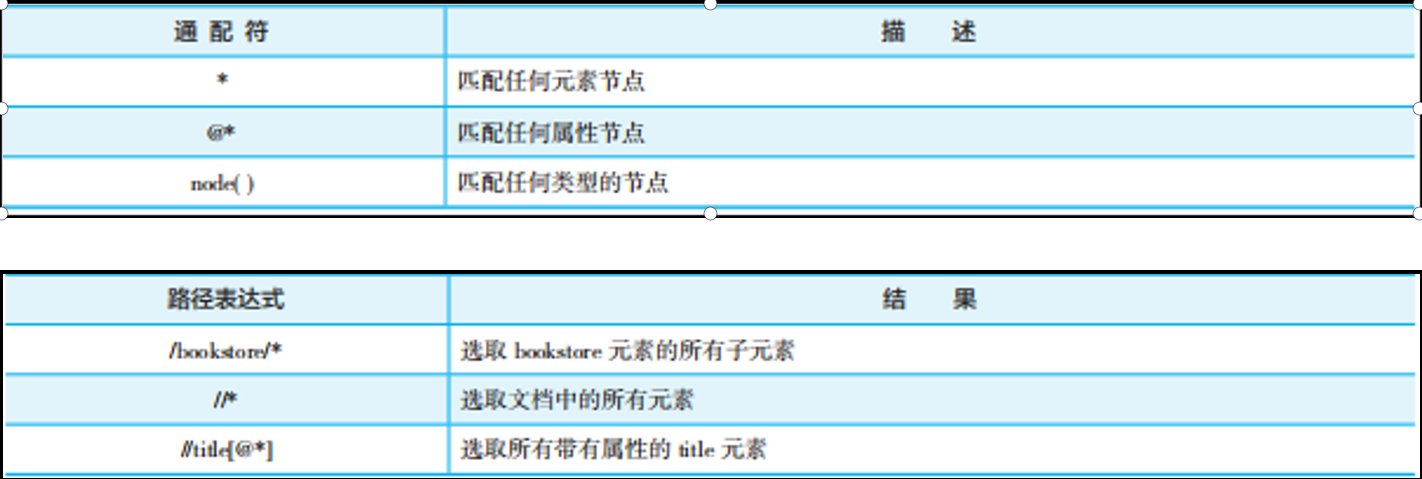 通配符 描述
* 匹配任何元素节点
@* 匹配任何属性节点
node( ) 匹配任何类型的节点
路径表达式 结果
/bookstore/* 选取 bookstore 元素的所有子元素
//* 选取文档中的所有元素
//title[@*] 选取所有带有属性的 title 元素